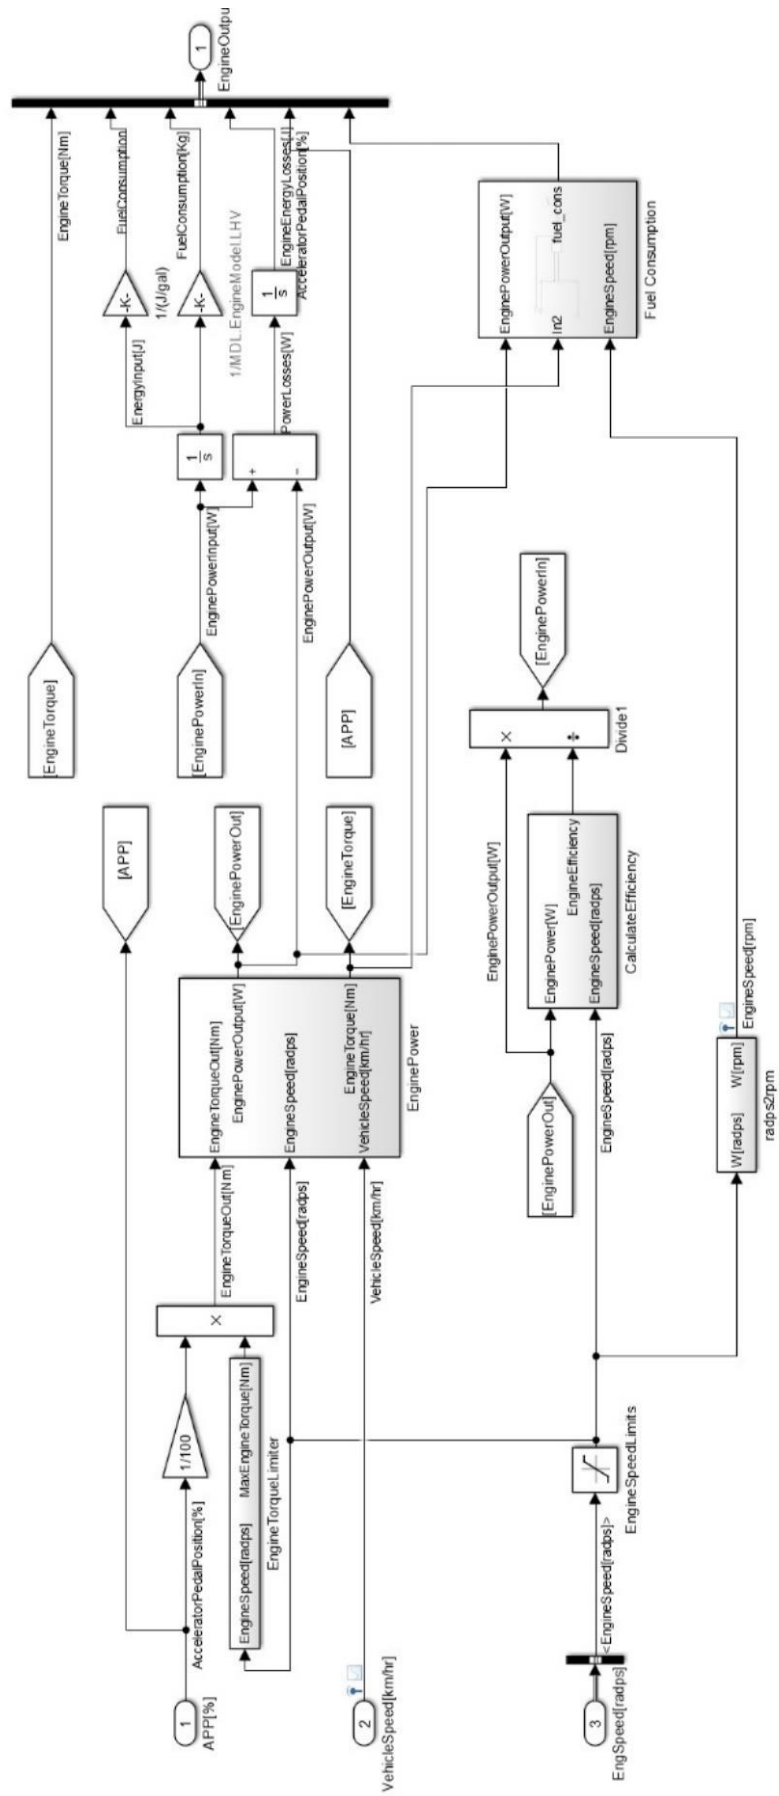 1
APP[%]
AcceleratorPedalPosition[%]
1/100
EngineSpeed[radps]
MaxEngineTorque[Nm]
EngineTorqueLimiter
×
EngineTorqueOut[Nm]
EngineSpeed[radps]
2
VehicleSpeed[km/hr]
VehicleSpeed[km/hr]
3
EngSpeed[radps]
<EngineSpeed[radps]>
EngineSpeedLimits
EngineTorqueOut[Nm]
EnginePowerOutput[W]
EngineSpeed[radps]
EngineTorque[Nm]
VehicleSpeed[km/hr]
EnginePower
[APP]
[EnginePowerOut]
[EngineTorque]
[EnginePowerOut]
EnginePowerOutput[W]
EngineSpeed[radps]
EnginePower[W]
EngineEfficiency
EngineSpeed[radps]
CalculateEfficiency
×
÷
Divide1
[EnginePowerIn]
W[radps]
W[rpm]
radps2rpm
EngineSpeed[rpm]
[EngineTorque]
EngineTorque[Nm]
[EnginePowerIn]
EnginePowerInput[W]
1
s
EnergyInput[J]
-K-
1/(J/gal)
FuelConsumption
-K-
1/MDL.EngineModel.LHV
FuelConsumption[Kg]
+
−
EnginePowerOutput[W]
PowerLosses[W]
1
s
EngineEnergyLosses[J]
[APP]
AcceleratorPedalPosition[%]
EnginePowerOutput[W]
In2
fuel_cons
EngineSpeed[rpm]
Fuel Consumption
1
EngineOutpu